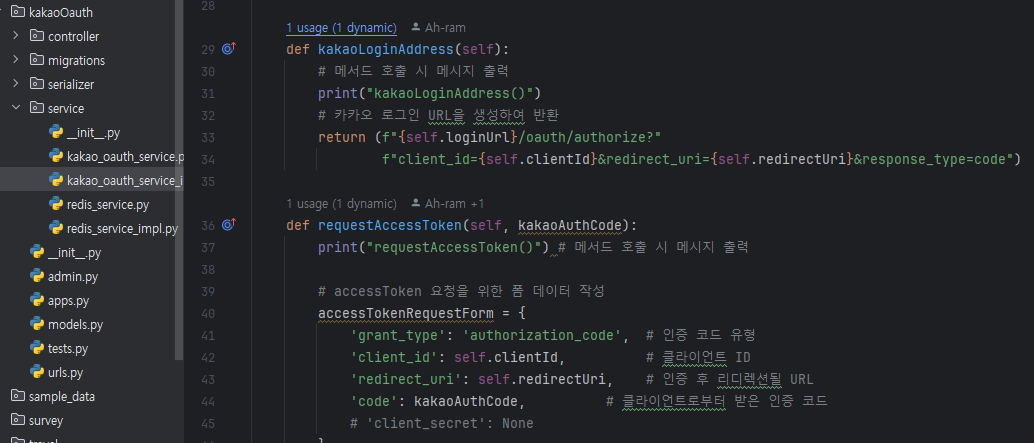 kakaoOauth
controller
migrations
serializer
service
__init__.py
kakao_oauth_service.p
kakao_oauth_service_i
redis_service.py
redis_service_impl.py
__init__.py
admin.py
apps.py
models.py
tests.py
urls.py
sample_data
survey
28
1 usage (1 dynamic) Ah-ram
29 def kakaoLoginAddress(self):
30 # 메서드 호출 시 메시지 출력
31 print("kakaoLoginAddress()")
32 # 카카오 로그인 URL을 생성하여 반환
33 return (f"{self.loginUrl}/oauth/authorize?"
34 f"client_id={self.clientId}&redirect_uri={self.redirectUri}&response_type=code")
35
1 usage (1 dynamic) Ah-ram +1
36 def requestAccessToken(self, kakaoAuthCode):
37 print("requestAccessToken()") # 메서드 호출 시 메시지 출력
38
39 # accessToken 요청을 위한 폼 데이터 작성
40 accessTokenRequestForm = {
41 'grant_type': 'authorization_code', # 인증 코드 유형
42 'client_id': self.clientId, # 클라이언트 ID
43 'redirect_uri': self.redirectUri, # 인증 후 리디렉션될 URL
44 'code': kakaoAuthCode, # 클라이언트로부터 받은 인증 코드
45 # 'client_secret': None
}